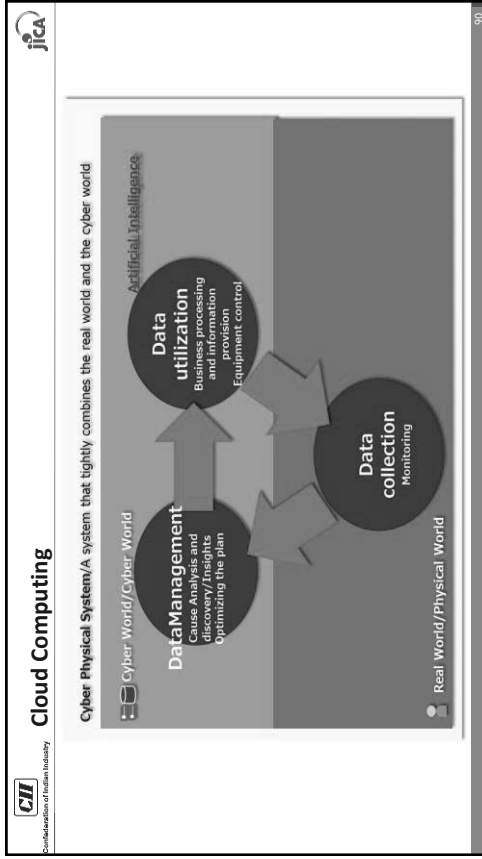 CII
Confederation of Indian Industry
Cloud Computing
jICA
Cyber Physical System/A system that tightly combines the real world and the cyber world
Cyber World/Cyber World
Artificial Intelligence
DataManagement
Cause Analysis and
discovery/Insights
Optimizing the plan
Data
utilization
Business processing
and information
provision
Equipment control
Data
collection
Monitoring
Real World/Physical World
90